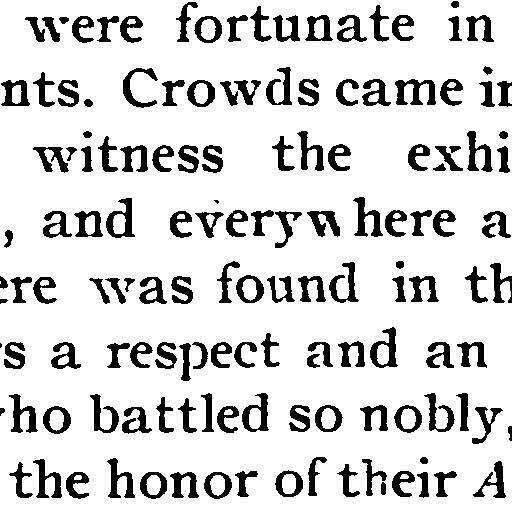 were fortunate in
nts. Crowds came in
witness the exhi
, and everywhere a
ere was found in th
s a respect and an
who battled so nobly,
the honor of their A